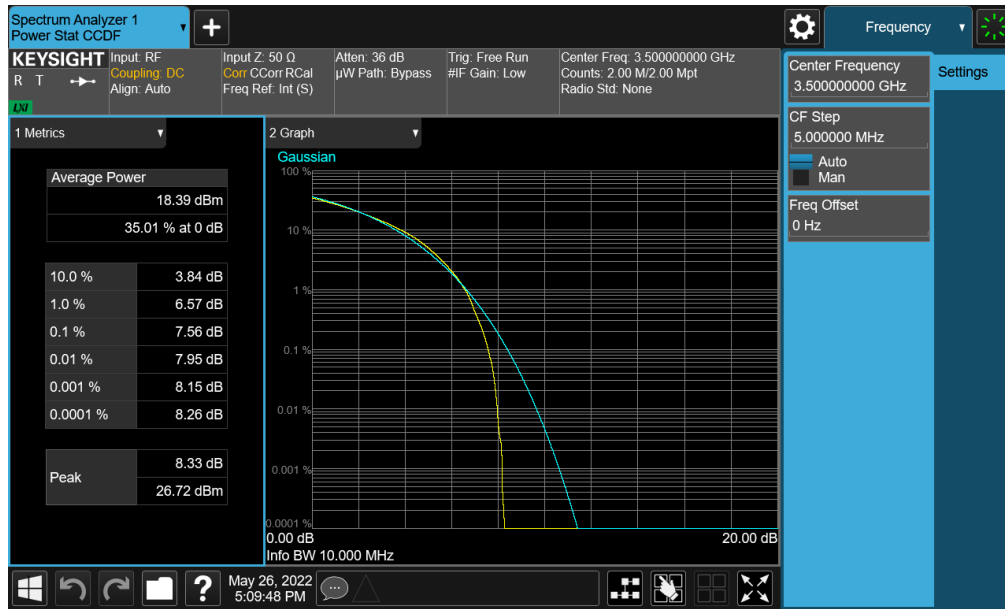 Spectrum Analyzer 1
Power Stat CCDF
Frequency
KEYSIGHT
R T
LXI
Input: RF
Coupling: DC
Align: Auto
Input Z: 50 Ω
Corr CCorr RCal
Freq Ref: Int (S)
Atten: 36 dB
µW Path: Bypass
Trig: Free Run
#IF Gain: Low
Center Freq: 3.500000000 GHz
Counts: 2.00 M/2.00 Mpt
Radio Std: None
Center Frequency
3.500000000 GHz
Settings
CF Step
5.000000 MHz
Auto
Man
Freq Offset
0 Hz
1 Metrics
Average Power
18.39 dBm
35.01 % at 0 dB
10.0 % 3.84 dB
1.0 % 6.57 dB
0.1 % 7.56 dB
0.01 % 7.95 dB
0.001 % 8.15 dB
0.0001 % 8.26 dB
Peak
8.33 dB
26.72 dBm
2 Graph
Gaussian
100 %
10 %
1 %
0.1 %
0.01 %
0.001 %
0.0001 %
0.00 dB 20.00 dB
Info BW 10.000 MHz
?
May 26, 2022
5:09:48 PM